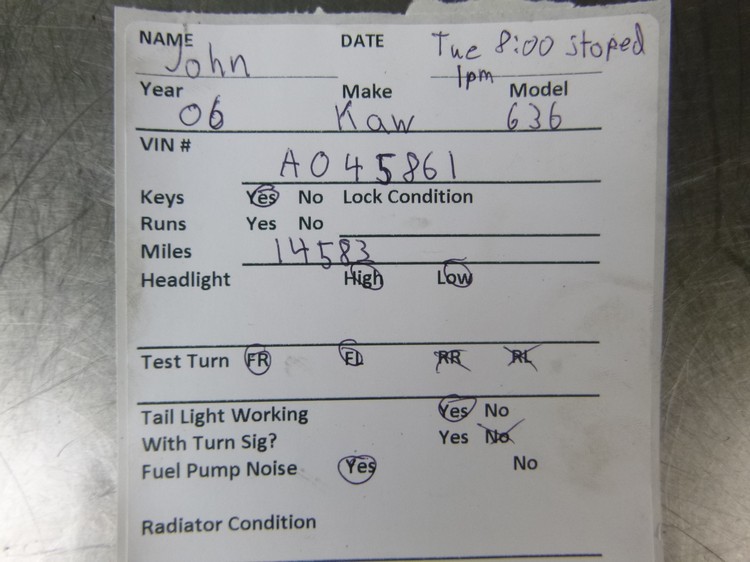 NAME John DATE Tue 8:00 stoped
1pm
Year Make Model
06 Kaw 636
VIN #
A045861
Keys Yes No Lock Condition
Runs Yes No
Miles 14583
Headlight High Low
Test Turn FR FL RR RL
Tail Light Working Yes No
With Turn Sig? Yes No
Fuel Pump Noise Yes No
Radiator Condition